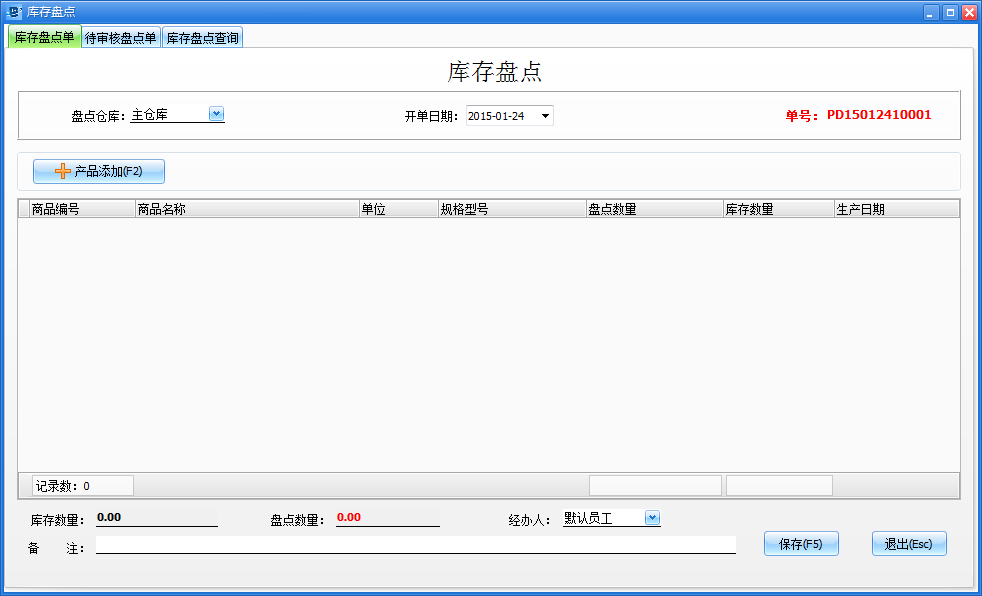 库存盘点
库存盘点单 待审核盘点单 库存盘点查询
库存盘点
盘点仓库： 主仓库 开单日期： 2015-01-24 单号： PD15012410001
产品添加(F2)
商品编号 商品名称 单位 规格型号 盘点数量 库存数量 生产日期
记录数： 0
库存数量： 0.00 盘点数量： 0.00 经办人： 默认员工
备 注：
保存(F5) 退出(Esc)